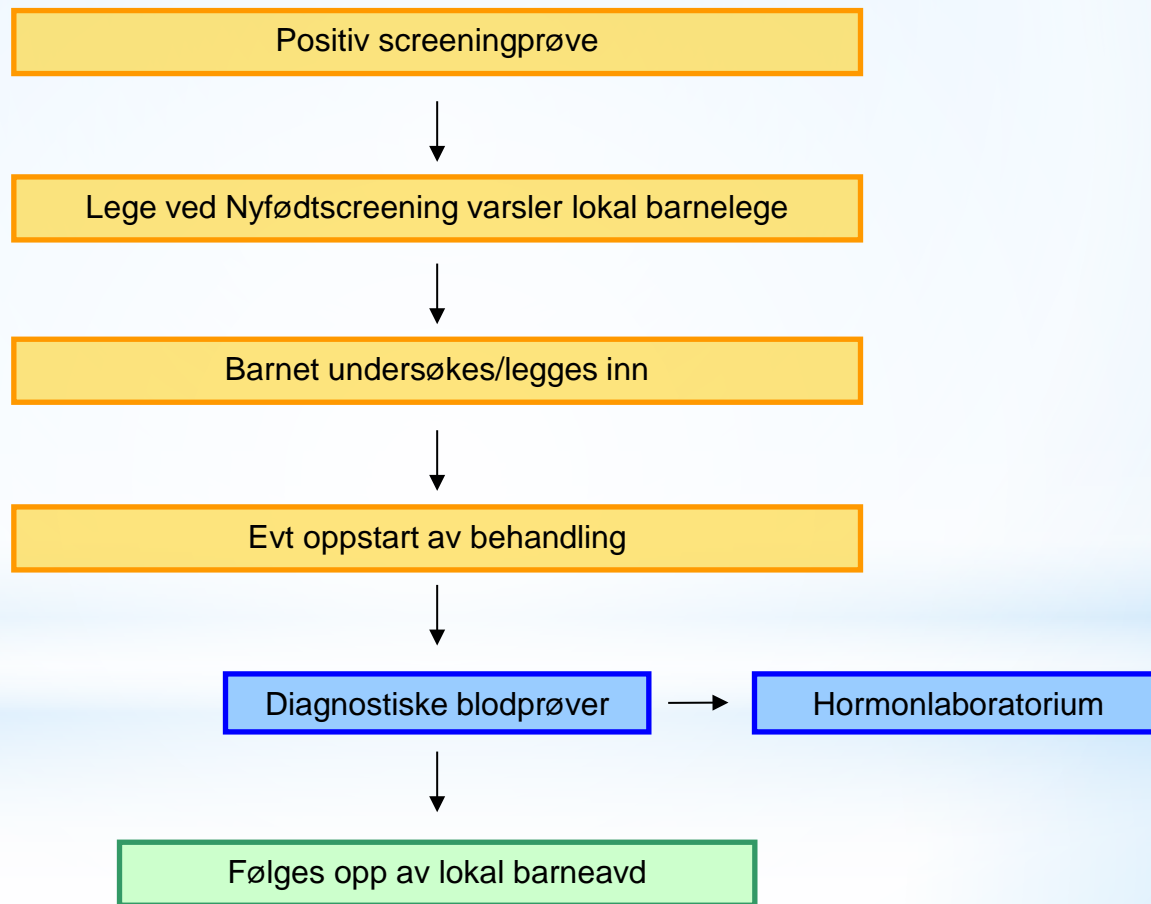 Positiv screeningprøve
Lege ved Nyfødtscreening varsler lokal barnelege
Barnet undersøkes/legges inn
Evt oppstart av behandling
Diagnostiske blodprøver
Hormonlaboratorium
Følges opp av lokal barneavd